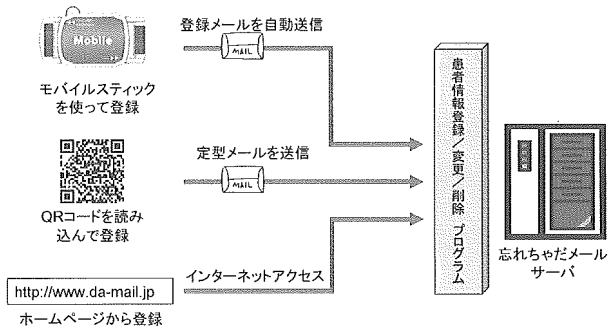 登録メールを自動送信
Mobile
MAIL
モバイルスティック
を使って登録
定型メールを送信
MAIL
QRコードを読み
込んで登録
インターネットアクセス
http://www.da-mail.jp
ホームページから登録
患者情報登録/変更/削除 プログラム
忘れちゃだメール
サーバ